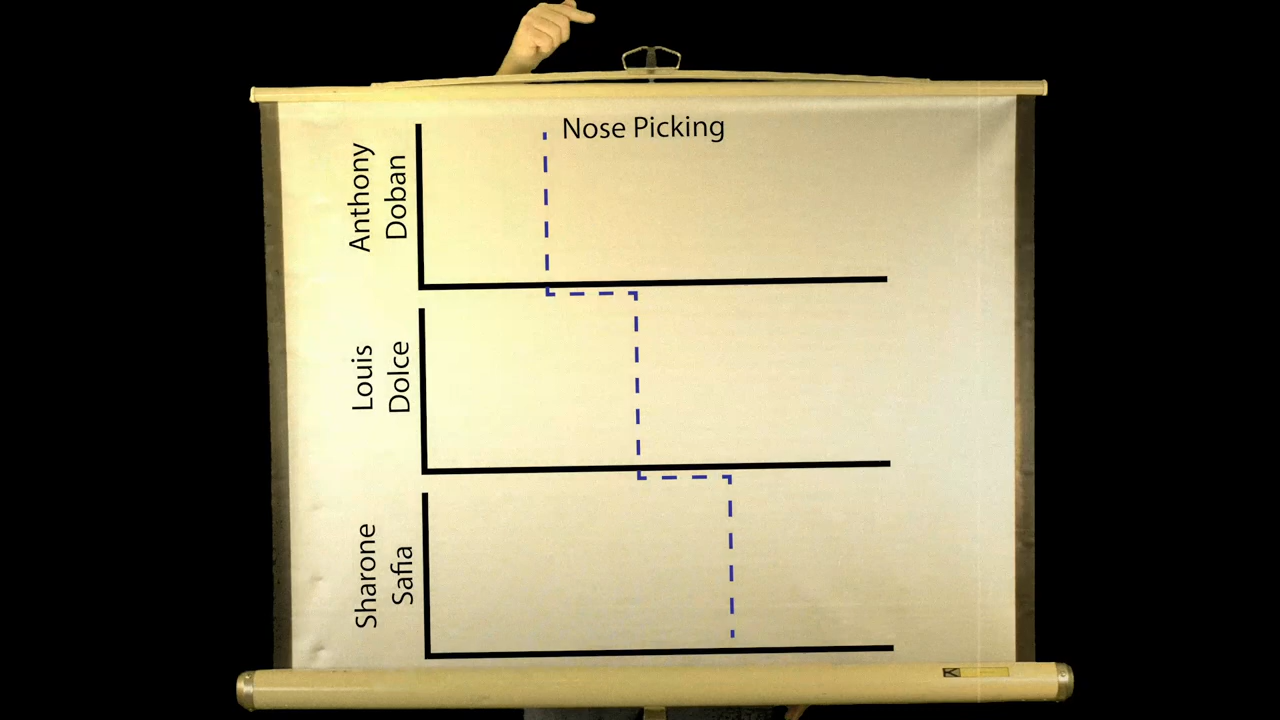 Nose Picking
Anthony
Doban
Louis
Dolce
Sharone
Safia